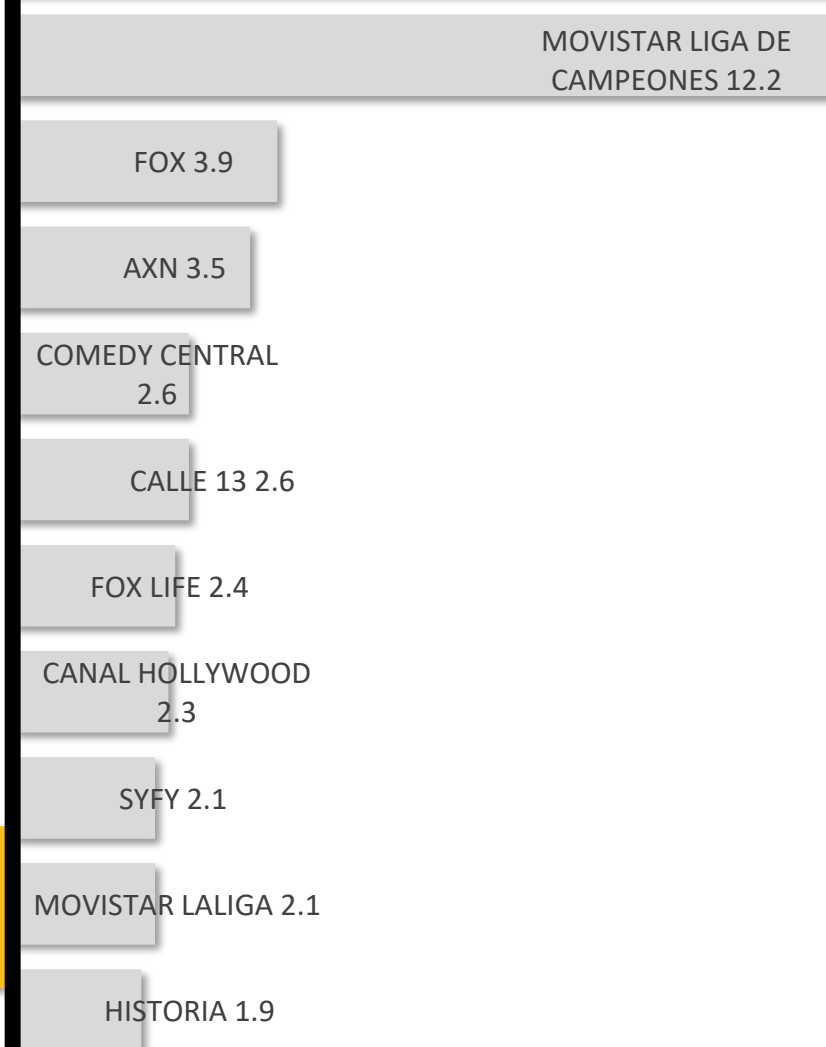 MOVISTAR LIGA DE
CAMPEONES 12.2
FOX 3.9
AXN 3.5
COMEDY CENTRAL
2.6
CALLE 13 2.6
FOX LIFE 2.4
CANAL HOLLYWOOD
2.3
SYFY 2.1
MOVISTAR LALIGA 2.1
HISTORIA 1.9